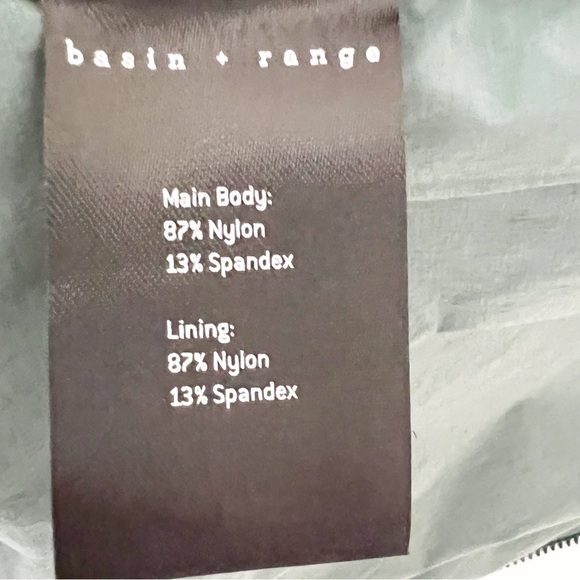 basin + range
Main Body:
87% Nylon
13% Spandex
Lining:
87% Nylon
13% Spandex